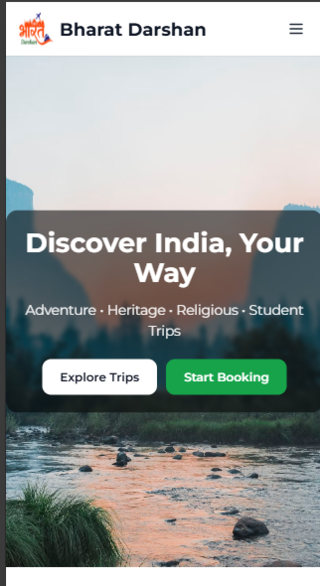 भारत
Darshan
Bharat Darshan
Discover India, Your
Way
Adventure • Heritage • Religious • Student
Trips
Explore Trips
Start Booking